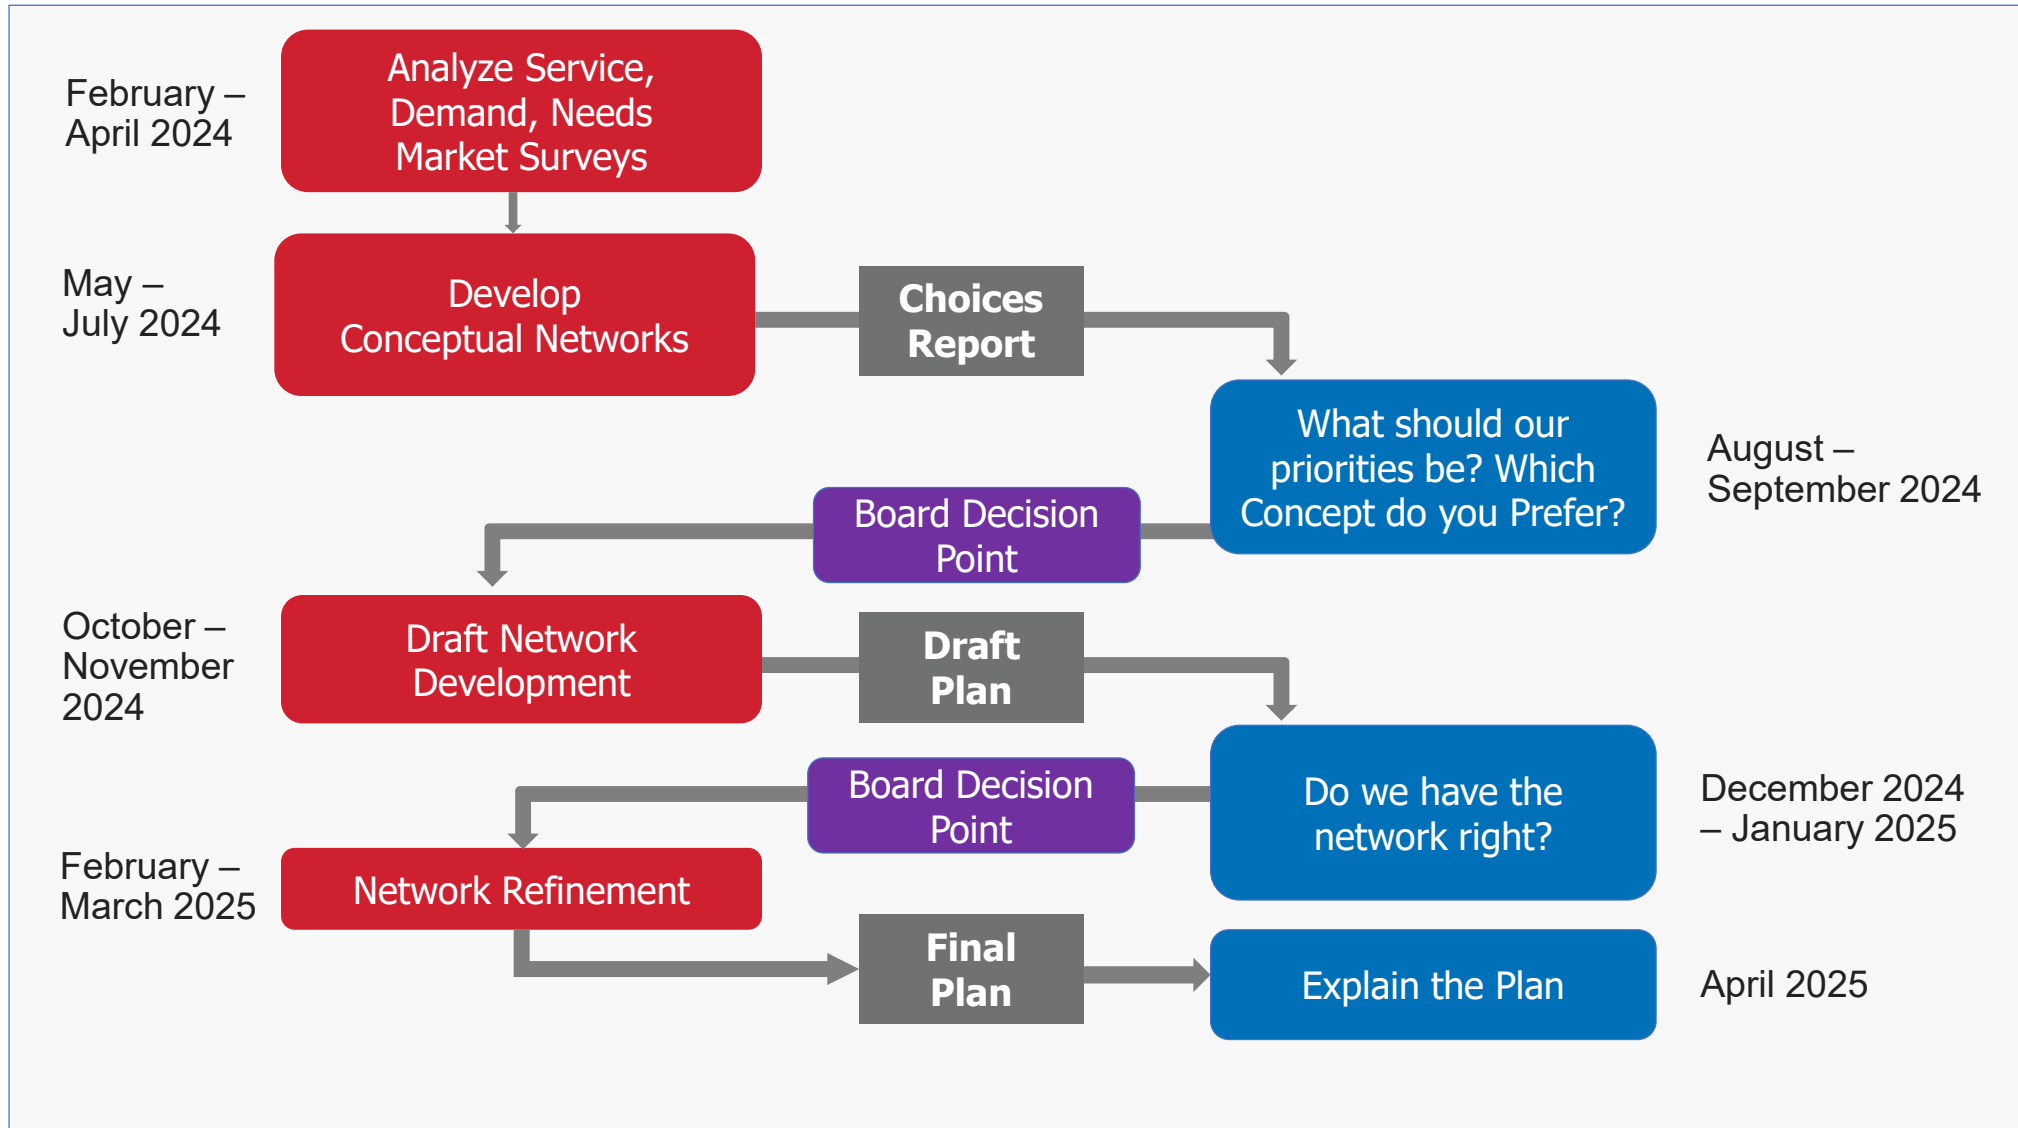 February –
April 2024
Analyze Service,
Demand, Needs
Market Surveys
May –
July 2024
Develop
Conceptual Networks
Choices
Report
What should our
priorities be? Which
Concept do you Prefer?
August –
September 2024
Board Decision
Point
October –
November
2024
Draft Network
Development
Draft
Plan
Do we have the
network right?
December 2024
– January 2025
Board Decision
Point
February –
March 2025
Network Refinement
Final
Plan
Explain the Plan
April 2025